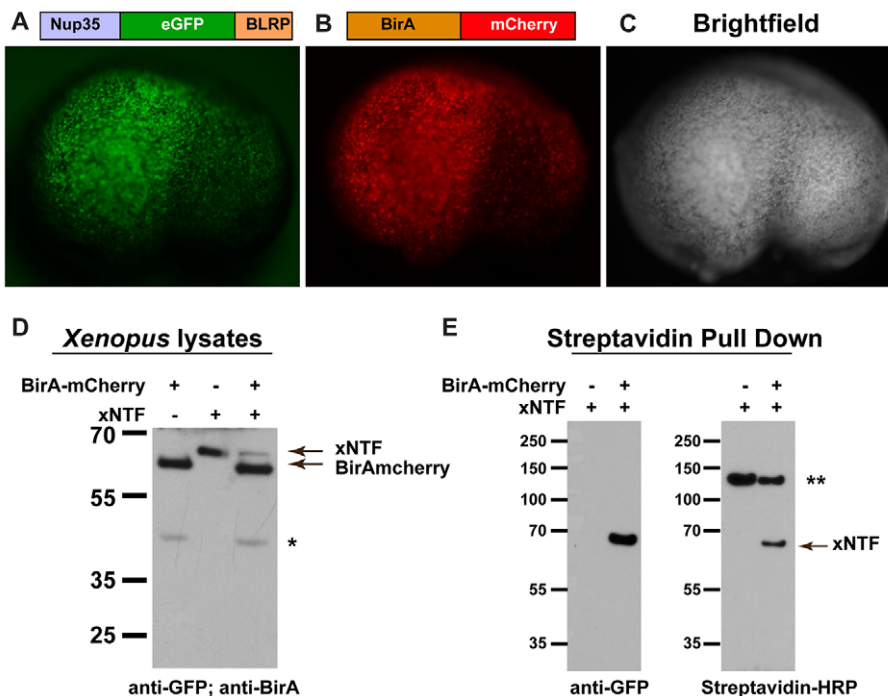 A Nup35 eGFP BLRP B BirA mCherry C Brightfield
D Xenopus lysates
BirA-mCherry + - +
xNTF - + +
70
xNTF
BirAmcherry
55
*
35
25
anti-GFP; anti-BirA
E Streptavidin Pull Down
BirA-mCherry - + - +
xNTF + + + +
250 250
150 150
**
100 100
70 70
xNTF
55 55
35 35
anti-GFP Streptavidin-HRP